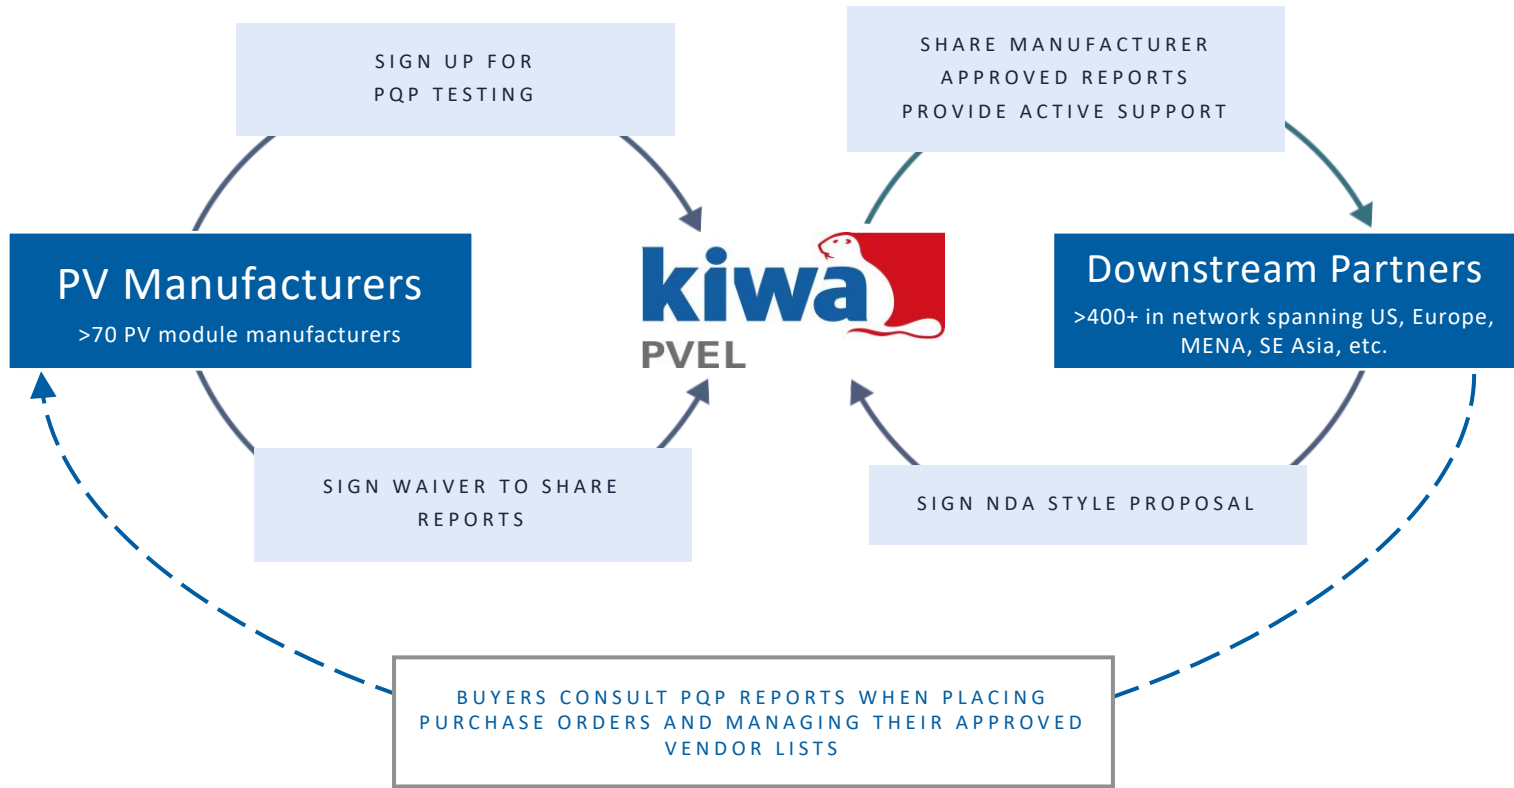 SIGN UP FOR
PQP TESTING
SHARE MANUFACTURER
APPROVED REPORTS
PROVIDE ACTIVE SUPPORT
PV Manufacturers
>70 PV module manufacturers
kiwa
PVEL
Downstream Partners
>400+ in network spanning US, Europe,
MENA, SE Asia, etc.
SIGN WAIVER TO SHARE
REPORTS
SIGN NDA STYLE PROPOSAL
BUYERS CONSULT PQP REPORTS WHEN PLACING
PURCHASE ORDERS AND MANAGING THEIR APPROVED
VENDOR LISTS